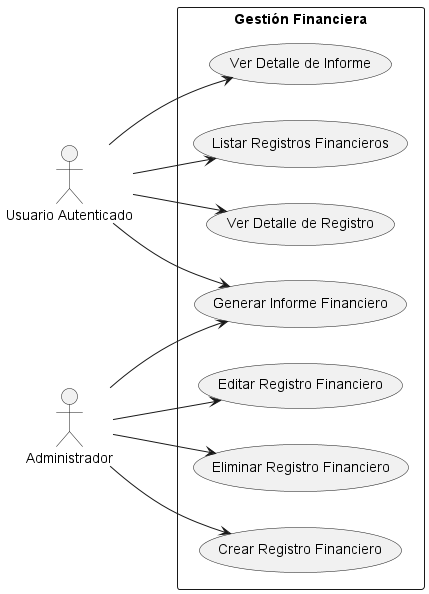 Gestión Financiera
Ver Detalle de Informe
Listar Registros Financieros
Usuario Autenticado
Ver Detalle de Registro
Generar Informe Financiero
Editar Registro Financiero
Administrador
Eliminar Registro Financiero
Crear Registro Financiero